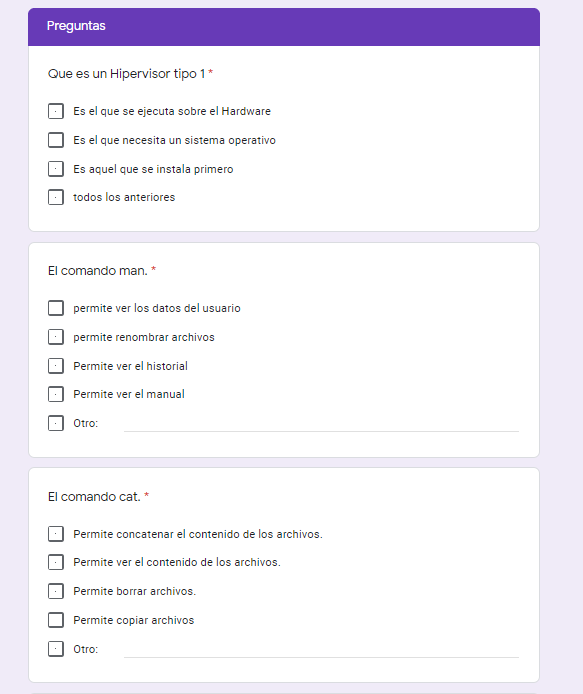 Preguntas
Que es un Hipervisor tipo 1 *
Es el que se ejecuta sobre el Hardware
Es el que necesita un sistema operativo
Es aquel que se instala primero
todos los anteriores
El comando man. *
permite ver los datos del usuario
permite renombrar archivos
Permite ver el historial
Permite ver el manual
Otro:
El comando cat. *
Permite concatenar el contenido de los archivos.
Permite ver el contenido de los archivos.
Permite borrar archivos.
Permite copiar archivos
Otro: